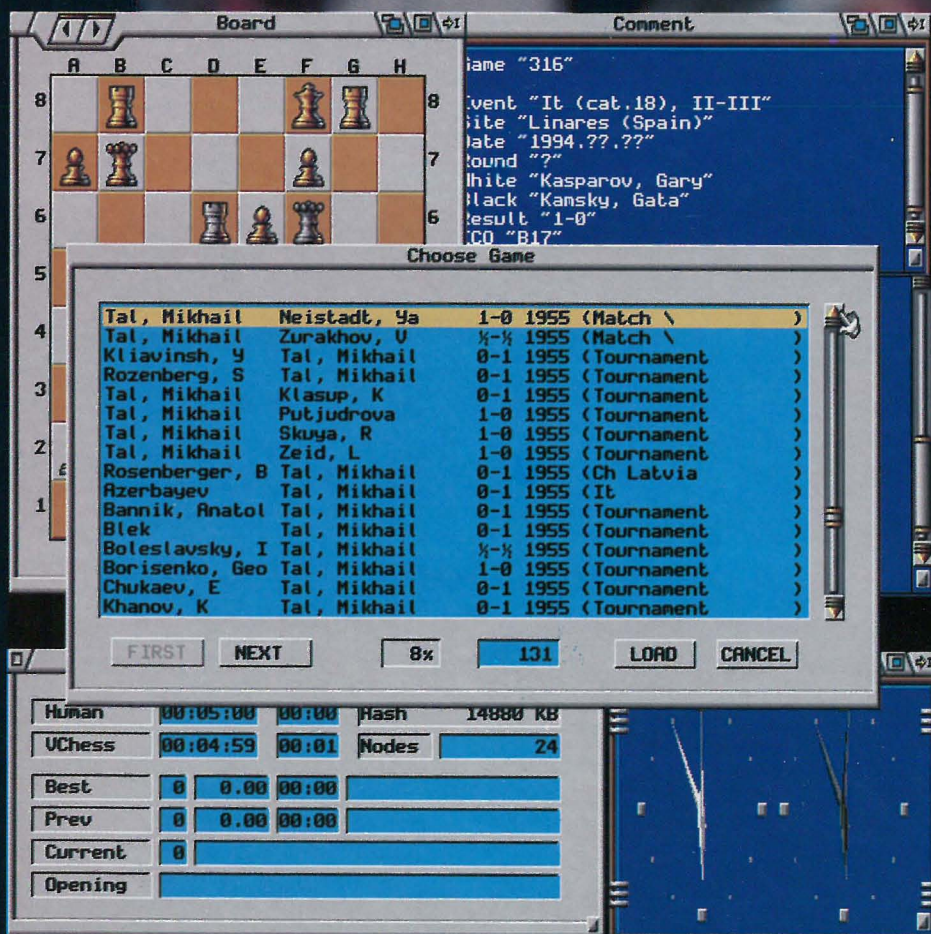 Board
Comment
A B C D E F G H
8 8
7 7
6 6
5
4
3
2
1
Game "316"
Event "It (cat.18), II-III"
Site "Linares (Spain)"
Date "1994.??.??"
Round "?"
White "Kasparov, Gary"
Black "Kamsky, Gata"
Result "1-0"
ECO "B17"
Choose Game
Tal, Mikhail Neistadt, Ya 1-0 1955 (Match \ )
Tal, Mikhail Zurakhov, V ½-½ 1955 (Match \ )
Kliavinsh, Y Tal, Mikhail 0-1 1955 (Tournament )
Rozenberg, S Tal, Mikhail 0-1 1955 (Tournament )
Tal, Mikhail Klasup, K 0-1 1955 (Tournament )
Tal, Mikhail Putjudrova 1-0 1955 (Tournament )
Tal, Mikhail Skuya, R 1-0 1955 (Tournament )
Tal, Mikhail Zeid, L 1-0 1955 (Tournament )
Rosenberger, B Tal, Mikhail 0-1 1955 (Ch Latvia )
Azerbayev Tal, Mikhail 0-1 1955 (It )
Bannik, Anatol Tal, Mikhail 0-1 1955 (Tournament )
Blek Tal, Mikhail 0-1 1955 (Tournament )
Boleslavsky, I Tal, Mikhail ½-½ 1955 (Tournament )
Borisenko, Geo Tal, Mikhail 1-0 1955 (Tournament )
Chukaev, E Tal, Mikhail 0-1 1955 (Tournament )
Khanov, K Tal, Mikhail 0-1 1955 (Tournament )
FIRST NEXT 8% 131 LOAD CANCEL
Human 00:05:00 00:00 Hash 14880 KB
VChess 00:04:59 00:01 Nodes 24
Best 0 0.00 00:00
Prev 0 0.00 00:00
Current 0
Opening